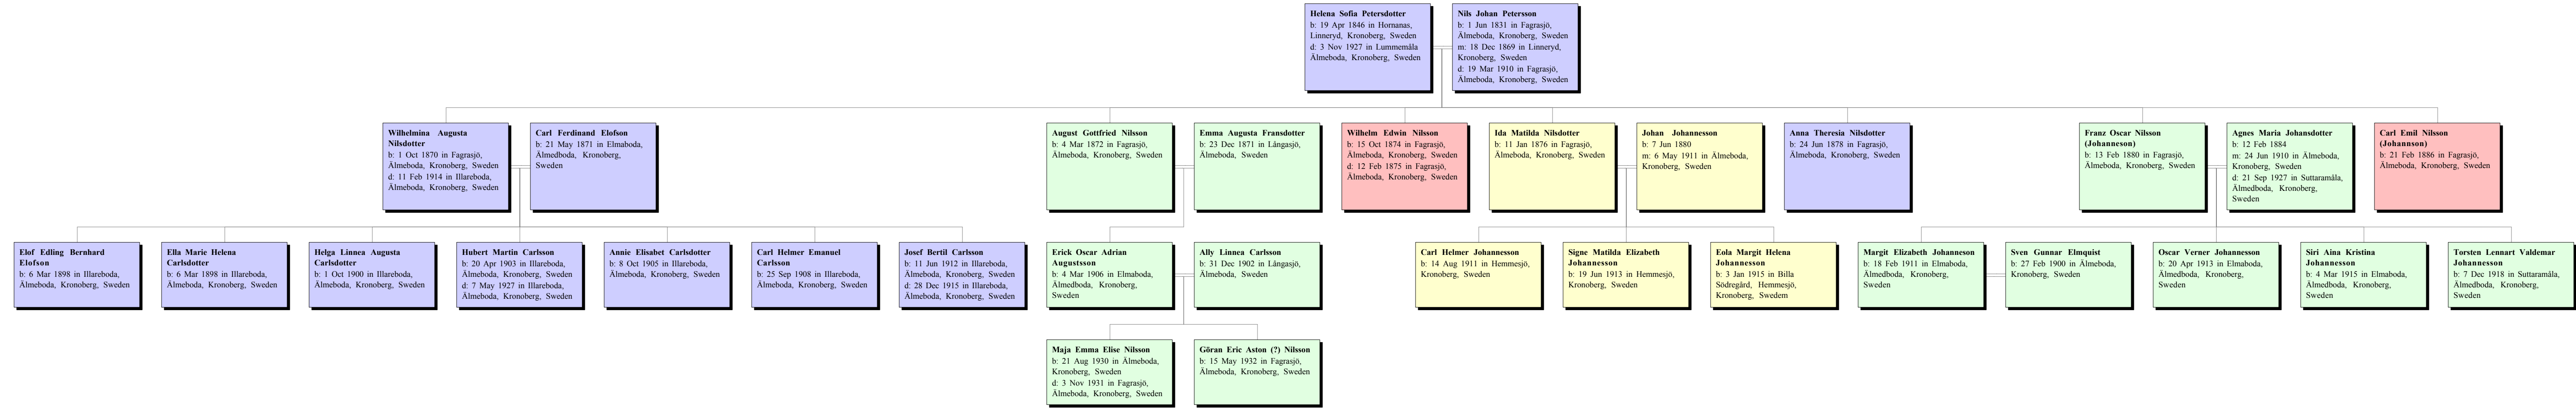 Helena Sofia Petersdotter
b: 19 Apr 1846 in Hornanas,
Linneryd, Kronoberg, Sweden
d: 3 Nov 1927 in Lummemåla
Älmeboda, Kronoberg, Sweden
Nils Johan Petersson
b: 1 Jun 1831 in Fagrasjö,
Älmeboda, Kronoberg, Sweden
m: 18 Dec 1869 in Linneryd,
Kronoberg, Sweden
d: 19 Mar 1910 in Fagrasjö,
Älmeboda, Kronoberg, Sweden
Wilhelmina Augusta
Nilsdotter
b: 1 Oct 1870 in Fagrasjö,
Älmeboda, Kronoberg, Sweden
d: 11 Feb 1914 in Illareboda,
Älmeboda, Kronoberg, Sweden
Carl Ferdinand Elofson
b: 21 May 1871 in Elmaboda,
Älmedboda, Kronoberg,
Sweden
August Gottfried Nilsson
b: 4 Mar 1872 in Fagrasjö,
Älmeboda, Kronoberg, Sweden
Emma Augusta Fransdotter
b: 23 Dec 1871 in Långasjö,
Älmeboda, Sweden
Wilhelm Edwin Nilsson
b: 15 Oct 1874 in Fagrasjö,
Älmeboda, Kronoberg, Sweden
d: 12 Feb 1875 in Fagrasjö,
Älmeboda, Kronoberg, Sweden
Ida Matilda Nilsdotter
b: 11 Jan 1876 in Fagrasjö,
Älmeboda, Kronoberg, Sweden
Johan Johannesson
b: 7 Jun 1880
m: 6 May 1911 in Älmeboda,
Kronoberg, Sweden
Anna Theresia Nilsdotter
b: 24 Jun 1878 in Fagrasjö,
Älmeboda, Kronoberg, Sweden
Franz Oscar Nilsson
(Johanneson)
b: 13 Feb 1880 in Fagrasjö,
Älmeboda, Kronoberg, Sweden
Agnes Maria Johansdotter
b: 12 Feb 1884
m: 24 Jun 1910 in Älmeboda,
Kronoberg, Sweden
d: 21 Sep 1927 in Suttaramåla,
Älmedboda, Kronoberg,
Sweden
Carl Emil Nilsson
(Johannson)
b: 21 Feb 1886 in Fagrasjö,
Älmeboda, Kronoberg, Sweden
Elof Edling Bernhard
Elofson
b: 6 Mar 1898 in Illareboda,
Älmeboda, Kronoberg, Sweden
Ella Marie Helena
Carlsdotter
b: 6 Mar 1898 in Illareboda,
Älmeboda, Kronoberg, Sweden
Helga Linnea Augusta
Carlsdotter
b: 1 Oct 1900 in Illareboda,
Älmeboda, Kronoberg, Sweden
Hubert Martin Carlsson
b: 20 Apr 1903 in Illareboda,
Älmeboda, Kronoberg, Sweden
d: 7 May 1927 in Illareboda,
Älmeboda, Kronoberg, Sweden
Annie Elisabet Carlsdotter
b: 8 Oct 1905 in Illareboda,
Älmeboda, Kronoberg, Sweden
Carl Helmer Emanuel
Carlsson
b: 25 Sep 1908 in Illareboda,
Älmeboda, Kronoberg, Sweden
Josef Bertil Carlsson
b: 11 Jun 1912 in Illareboda,
Älmeboda, Kronoberg, Sweden
d: 28 Dec 1915 in Illareboda,
Älmeboda, Kronoberg, Sweden
Erick Oscar Adrian
Augustsson
b: 4 Mar 1906 in Elmaboda,
Älmedboda, Kronoberg,
Sweden
Ally Linnea Carlsson
b: 31 Dec 1902 in Långasjö,
Älmeboda, Sweden
Carl Helmer Johannesson
b: 14 Aug 1911 in Hemmesjö,
Kronoberg, Sweden
Signe Matilda Elizabeth
Johannesson
b: 19 Jun 1913 in Hemmesjö,
Kronoberg, Sweden
Eola Margit Helena
Johannesson
b: 3 Jan 1915 in Billa
Södregård, Hemmesjö,
Kronoberg, Swedem
Margit Elizabeth Johanneson
b: 18 Feb 1911 in Elmaboda,
Älmedboda, Kronoberg,
Sweden
Sven Gunnar Elmquist
b: 27 Feb 1900 in Älmeboda,
Kronoberg, Sweden
Oscar Verner Johannesson
b: 20 Apr 1913 in Elmaboda,
Älmedboda, Kronoberg,
Sweden
Siri Aina Kristina
Johannesson
b: 4 Mar 1915 in Elmaboda,
Älmedboda, Kronoberg,
Sweden
Torsten Lennart Valdemar
Johannesson
b: 7 Dec 1918 in Suttaramåla,
Älmedboda, Kronoberg,
Sweden
Maja Emma Elise Nilsson
b: 21 Aug 1930 in Älmeboda,
Kronoberg, Sweden
d: 3 Nov 1931 in Fagrasjö,
Älmeboda, Kronoberg, Sweden
Göran Eric Aston (?) Nilsson
b: 15 May 1932 in Fagrasjö,
Älmeboda, Kronoberg, Sweden